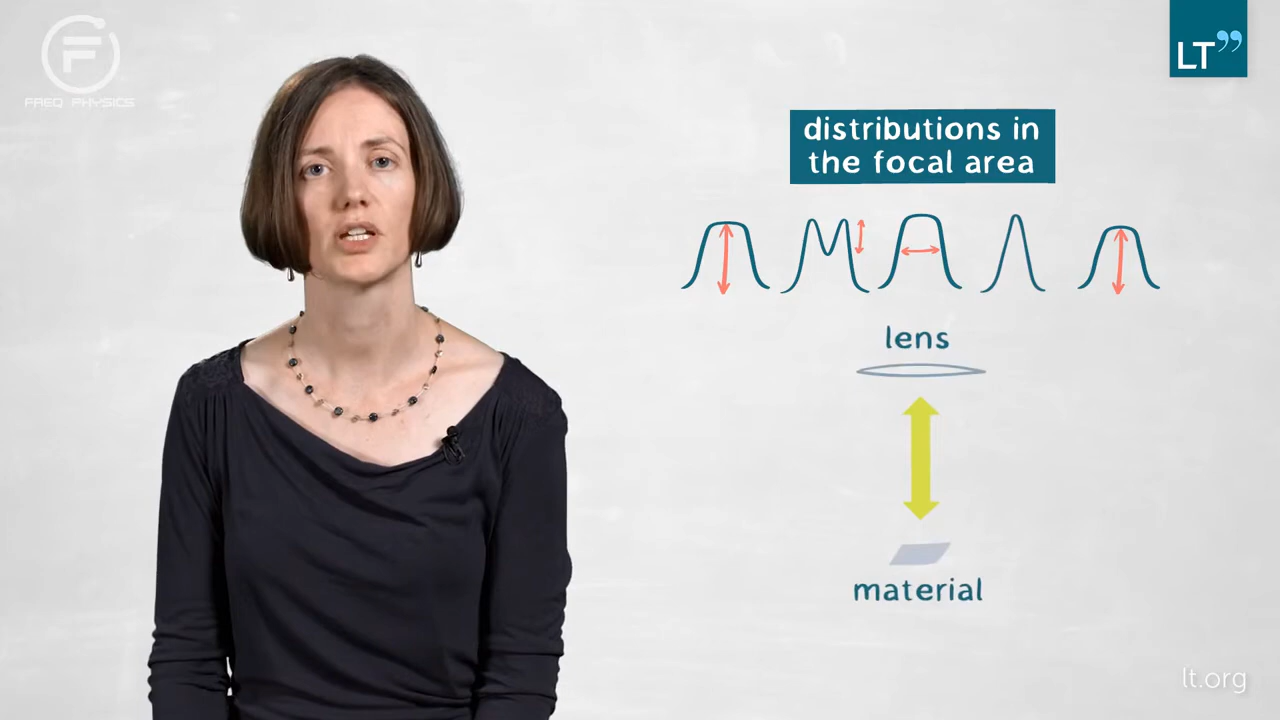 FREQ PHYSICS
LT”
distributions in
the focal area
lens
material
lt.org